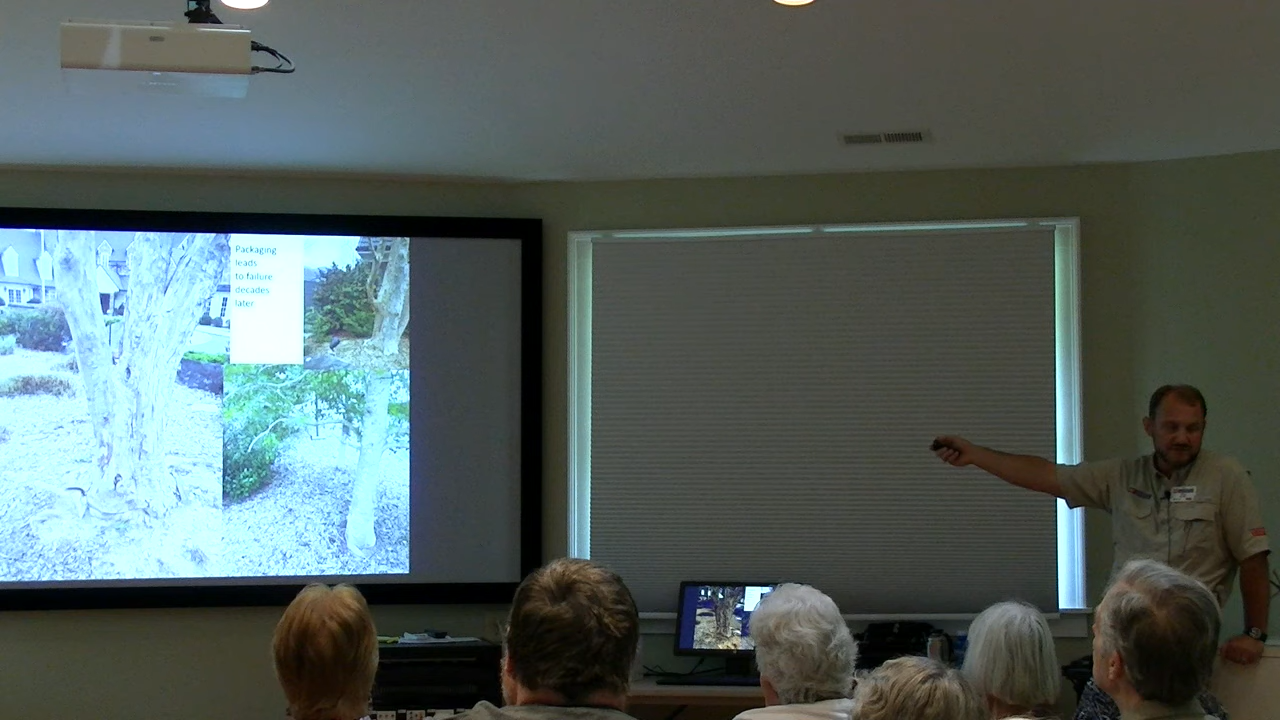 Packaging
leads
to failure
decades
later